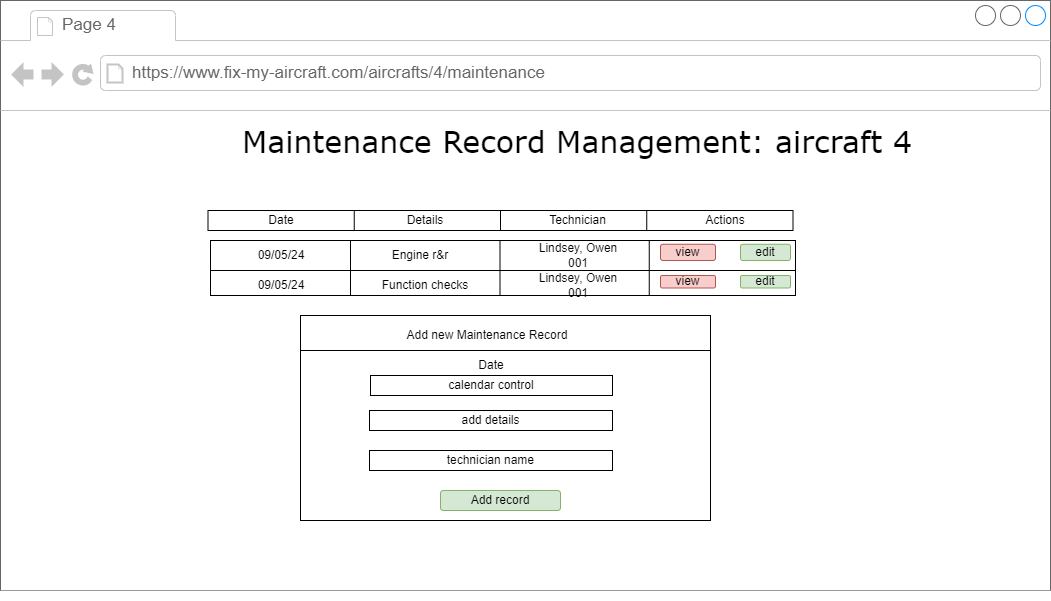 Page 4
https://www.fix-my-aircraft.com/aircrafts/4/maintenance
Maintenance Record Management: aircraft 4
Date Details Technician Actions
09/05/24 Engine r&r Lindsey, Owen 001 view edit
09/05/24 Function checks Lindsey, Owen 001 view edit
Add new Maintenance Record
Date
calendar control
add details
technician name
Add record